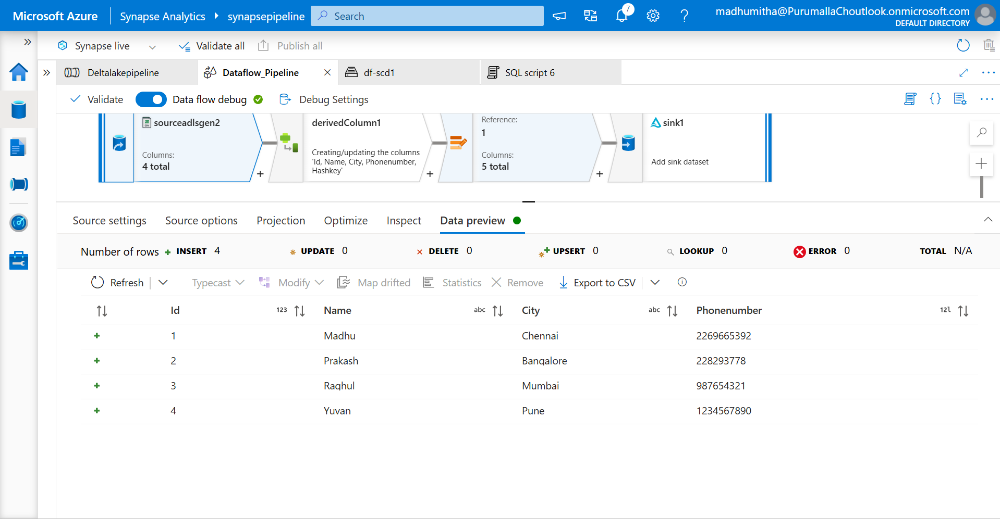 Microsoft Azure
Synapse Analytics
synapsepipeline
Search
7
madhumitha@PurumallaChoutlook.onmicrosoft.com
DEFAULT DIRECTORY
Synapse live
Validate all
Publish all
Deltalakepipeline
Dataflow_Pipeline
df-scd1
SQL script 6
Validate
Data flow debug
Debug Settings
sourceadlsgen2
Columns:
4 total
+
derivedColumn1
Creating/updating the columns
'Id, Name, City, Phonenumber,
Hashkey'
+
Reference:
1
Columns:
5 total
+
sink1
Add sink dataset
Source settings
Source options
Projection
Optimize
Inspect
Data preview
Number of rows
INSERT 4
UPDATE 0
DELETE 0
UPSERT 0
LOOKUP 0
ERROR 0
TOTAL N/A
Refresh
Typecast
Modify
Map drifted
Statistics
Remove
Export to CSV
Id 123
Name abc
City abc
Phonenumber 12l
1 Madhu Chennai 2269665392
2 Prakash Bangalore 228293778
3 Raghul Mumbai 987654321
4 Yuvan Pune 1234567890